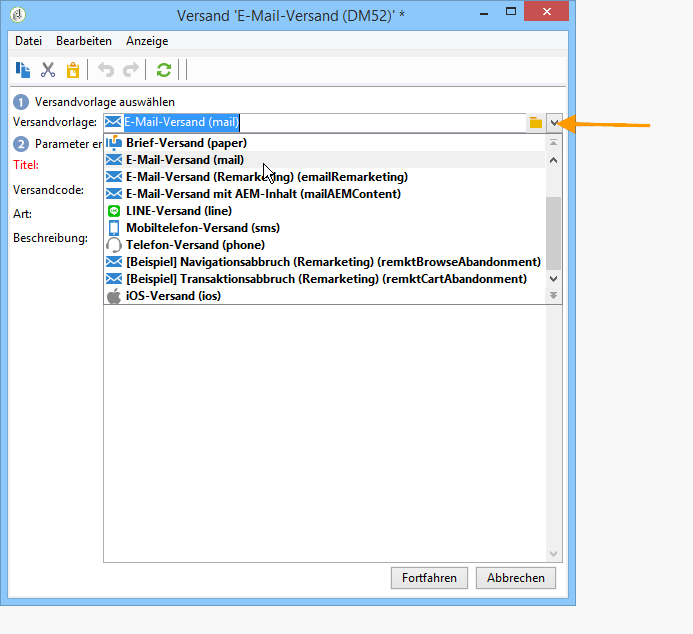 Versand 'E-Mail-Versand (DM52)' *
Datei Bearbeiten Anzeige
1 Versandvorlage auswählen
Versandvorlage: E-Mail-Versand (mail)
2 Parameter er
Brief-Versand (paper)
Titel: E-Mail-Versand (mail)
E-Mail-Versand (Remarketing) (emailRemarketing)
Versandcode: E-Mail-Versand mit AEM-Inhalt (mailAEMContent)
Art: LINE-Versand (line)
Mobiltelefon-Versand (sms)
Beschreibung: Telefon-Versand (phone)
[Beispiel] Navigationsabbruch (Remarketing) (remktBrowseAbandonment)
[Beispiel] Transaktionsabbruch (Remarketing) (remktCartAbandonment)
iOS-Versand (ios)
Fortfahren Abbrechen